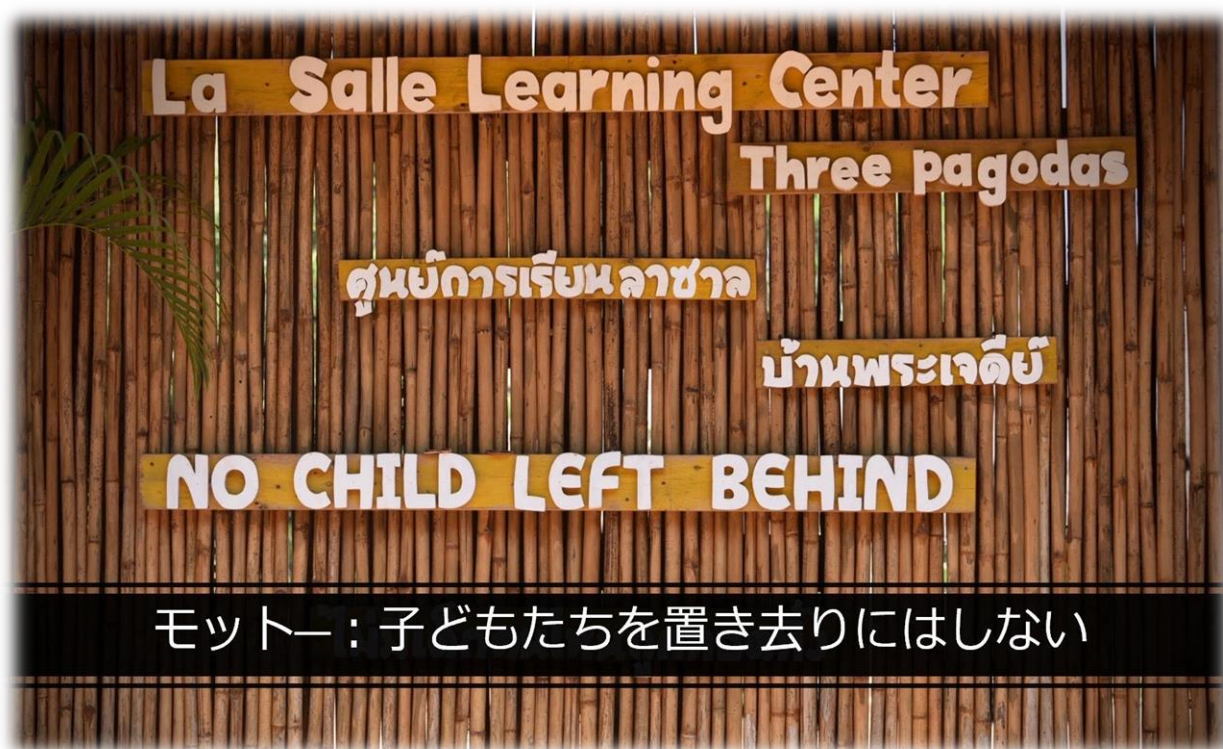 La Salle Learning Center
Three pagodas
ศูนย์การเรียนลาซาล
บ้านพระเจดีย์
NO CHILD LEFT BEHIND
モットー：子どもたちを置き去りにはしない